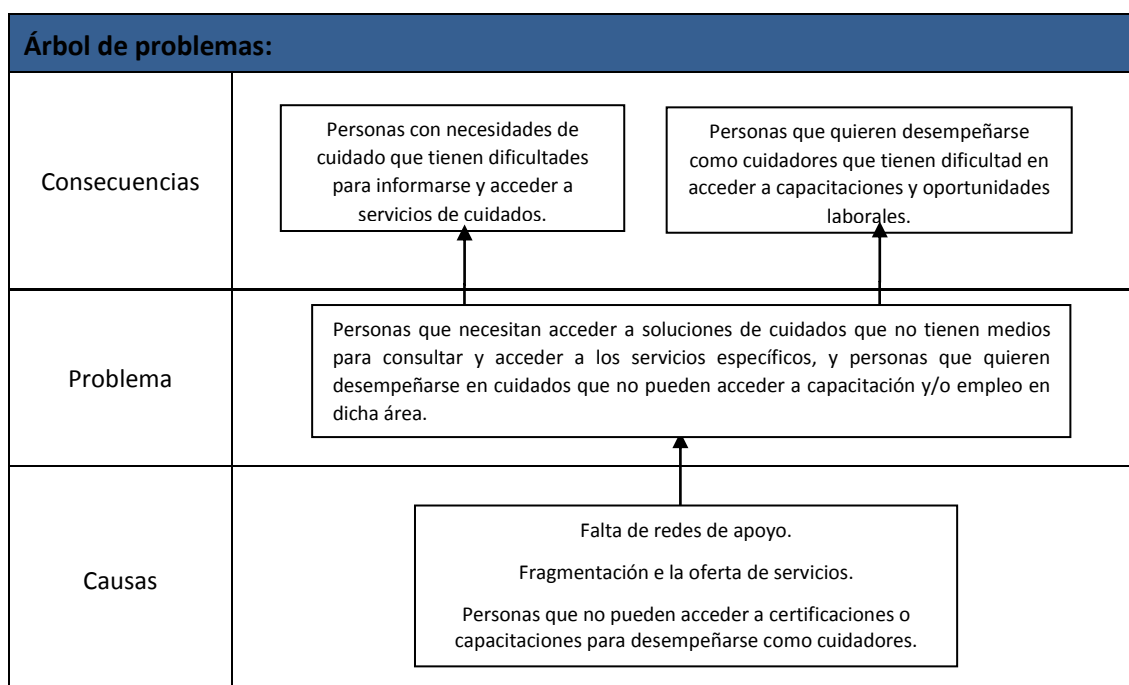 Árbol de problemas:
Consecuencias
Personas con necesidades de
cuidado que tienen dificultades
para informarse y acceder a
servicios de cuidados.
Personas que quieren desempeñarse
como cuidadores que tienen dificultad en
acceder a capacitaciones y oportunidades
laborales.
Problema
Personas que necesitan acceder a soluciones de cuidados que no tienen medios
para consultar y acceder a los servicios específicos, y personas que quieren
desempeñarse en cuidados que no pueden acceder a capacitación y/o empleo en
dicha área.
Causas
Falta de redes de apoyo.
Fragmentación e la oferta de servicios.
Personas que no pueden acceder a certificaciones o
capacitaciones para desempeñarse como cuidadores.